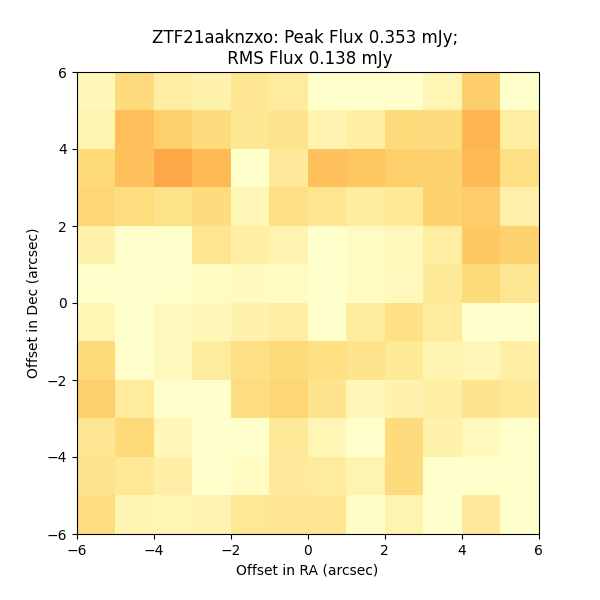 ZTF21aaknzxo: Peak Flux 0.353 mJy;
RMS Flux 0.138 mJy
6
4
2
0
−2
−4
−6
Offset in Dec (arcsec)
−6 −4 −2 0 2 4 6
Offset in RA (arcsec)